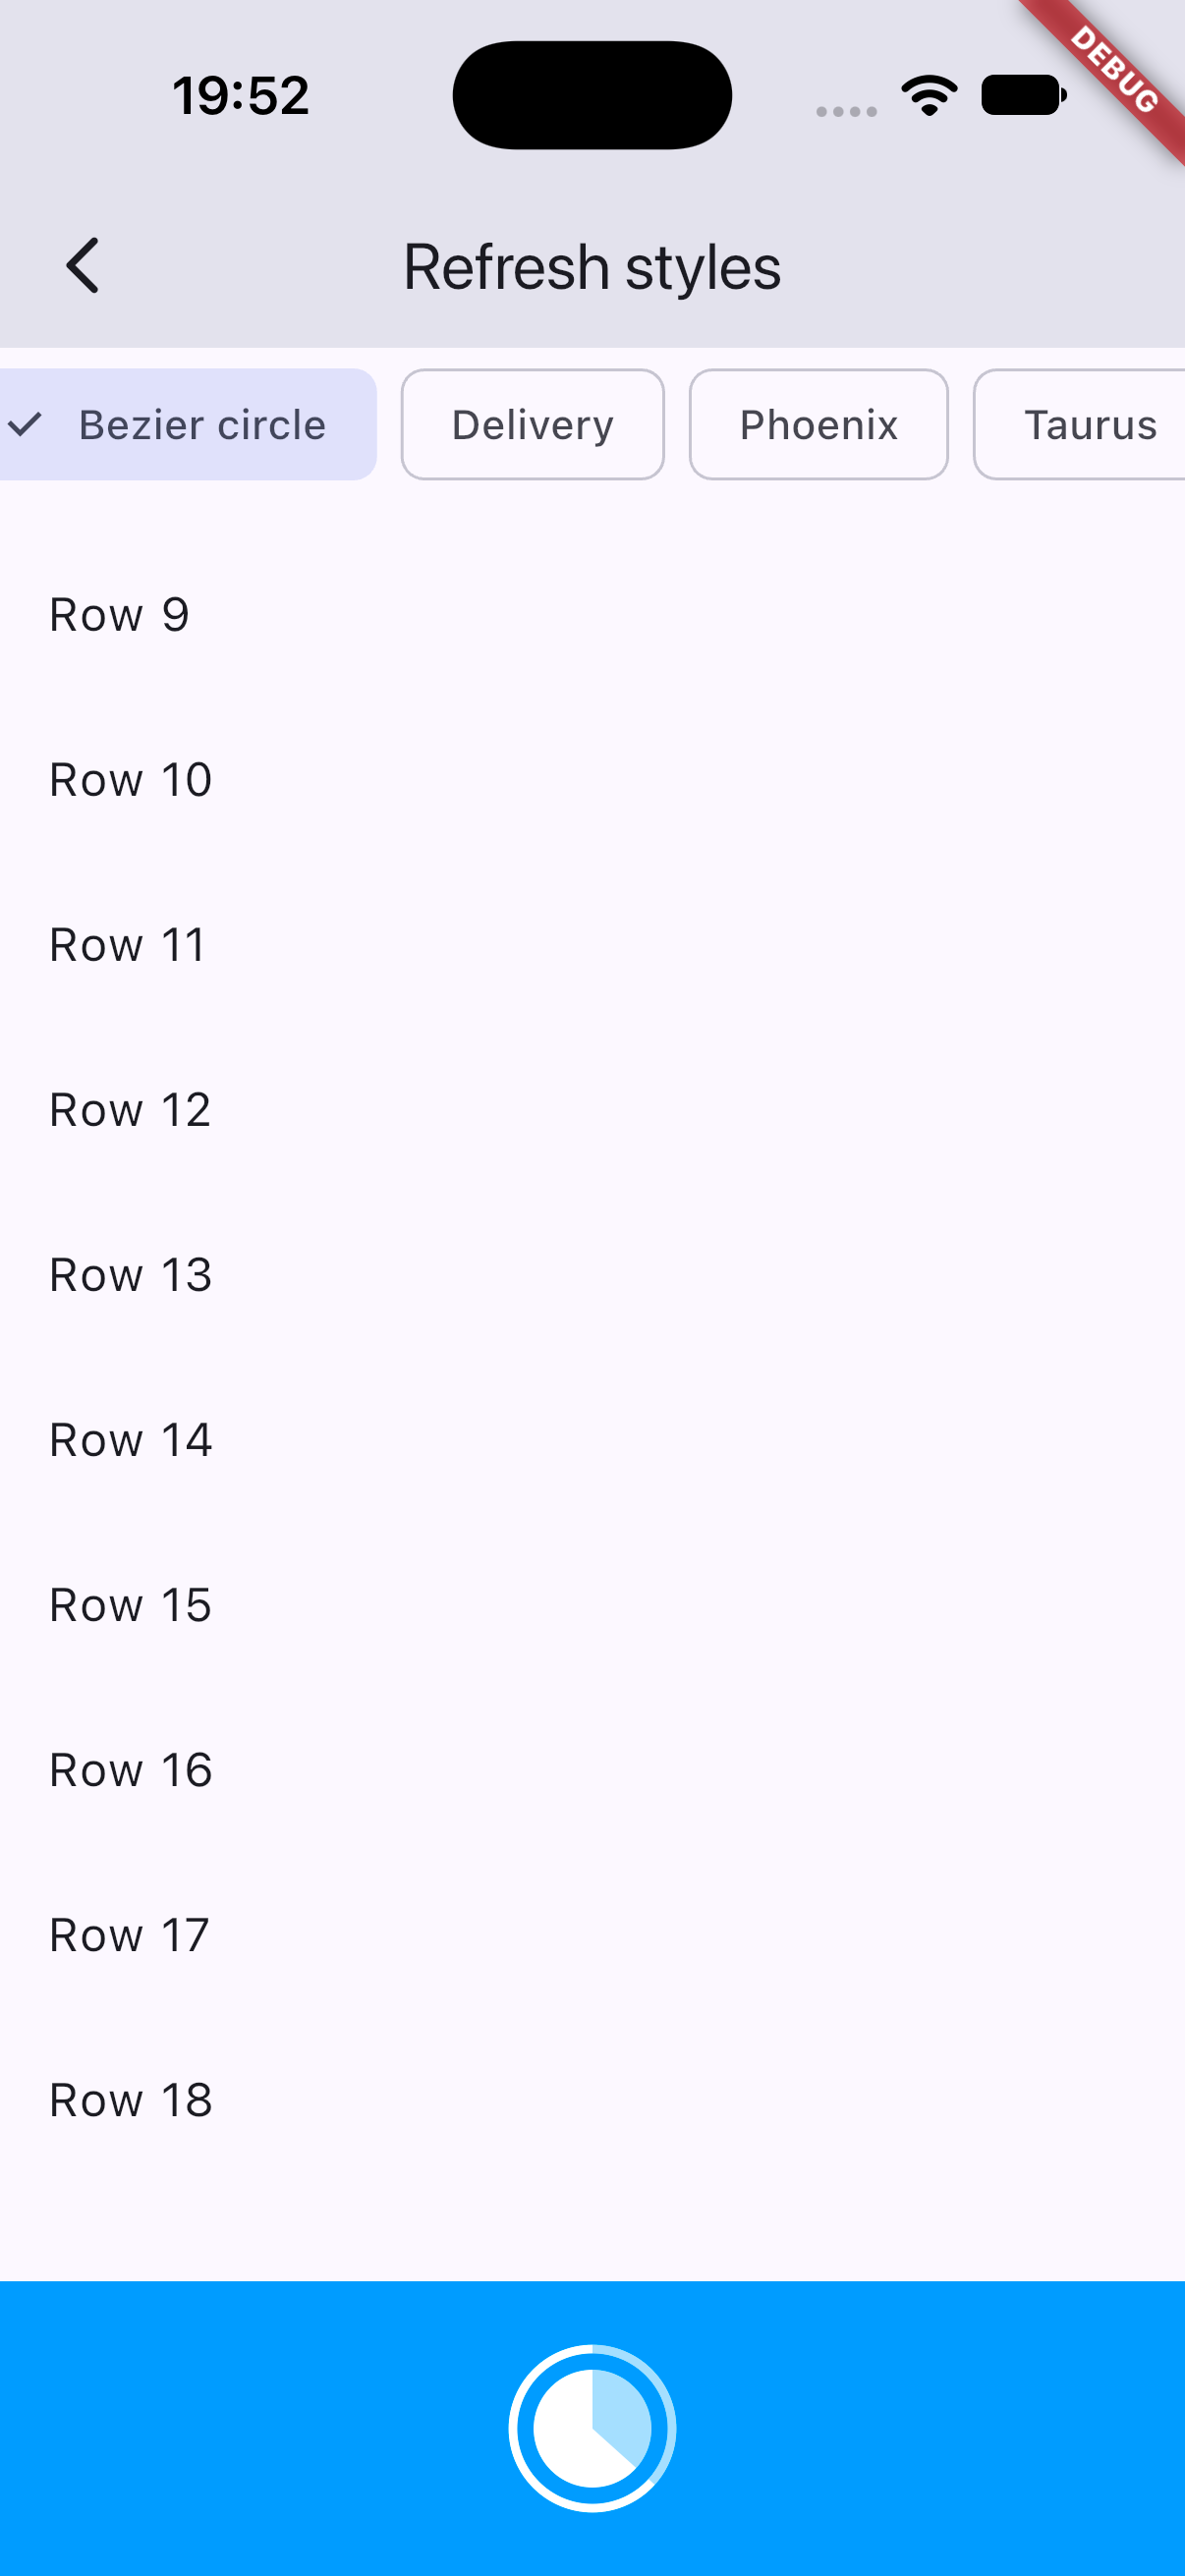 19:52
DEBUG
Refresh styles
Bezier circle
Delivery
Phoenix
Taurus
Row 9
Row 10
Row 11
Row 12
Row 13
Row 14
Row 15
Row 16
Row 17
Row 18